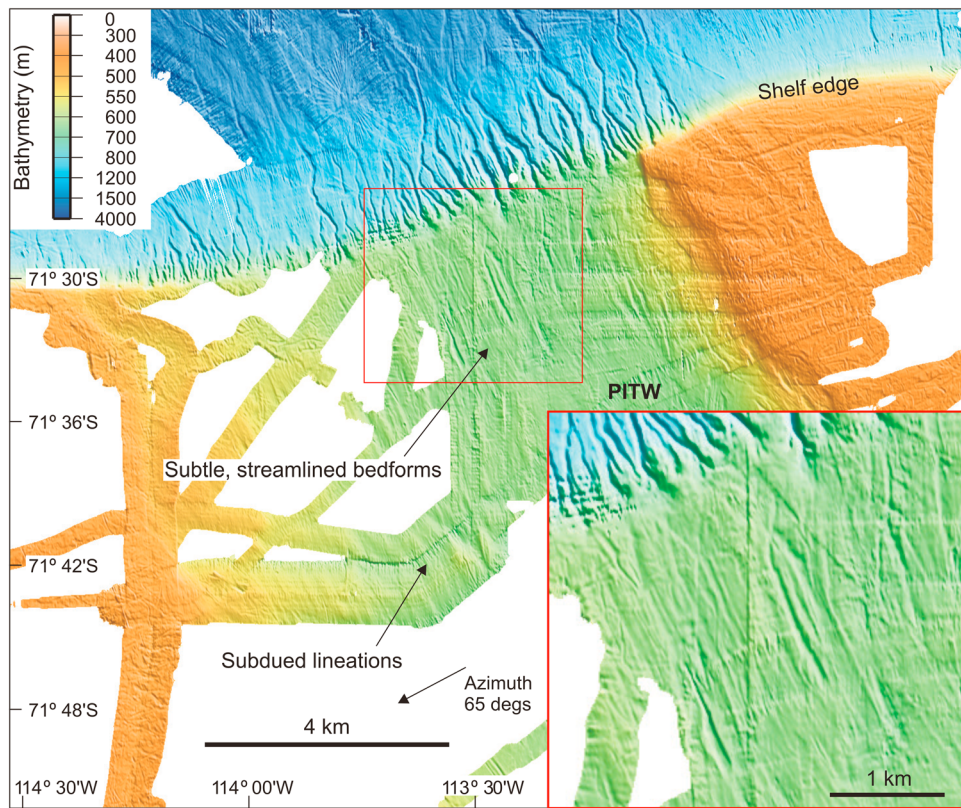 Bathymetry (m)
0
300
400
500
550
600
700
800
1200
1500
4000
Shelf edge
71° 30'S
PITW
71° 36'S
Subtle, streamlined bedforms
71° 42'S
Subdued lineations
Azimuth
65 degs
71° 48'S
4 km
1 km
114° 30'W
114° 00'W
113° 30'W